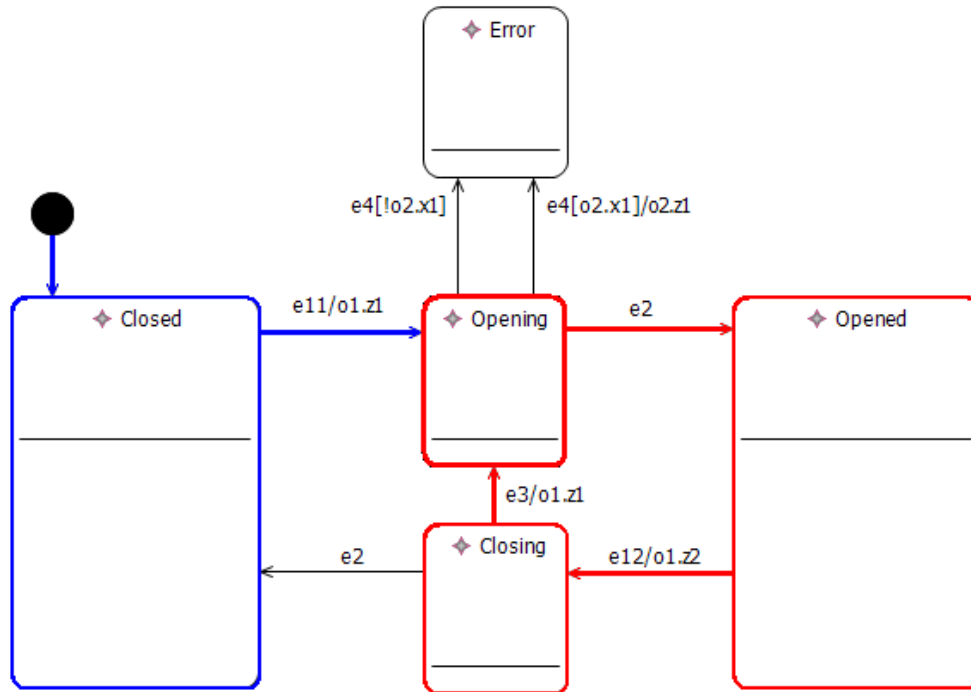 Error
e4[!o2.x1]
e4[o2.x1]/o2.z1
Closed
e11/o1.z1
Opening
e2
Opened
e3/o1.z1
Closing
e2
e12/o1.z2